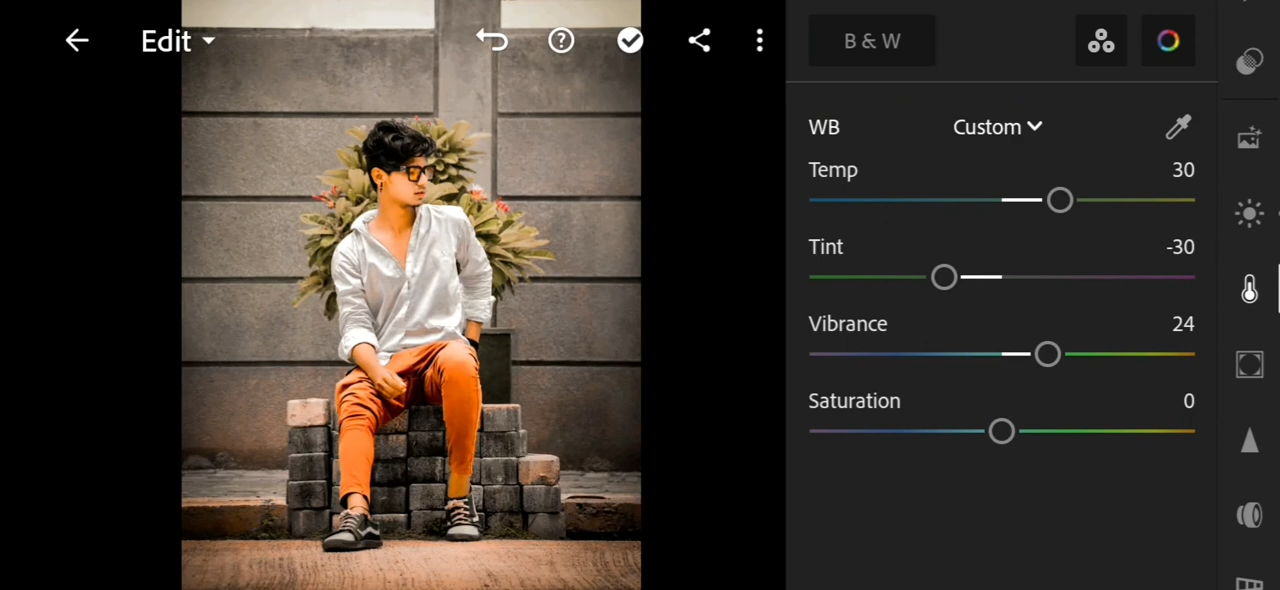 Edit
B & W
WB Custom
Temp 30
Tint -30
Vibrance 24
Saturation 0